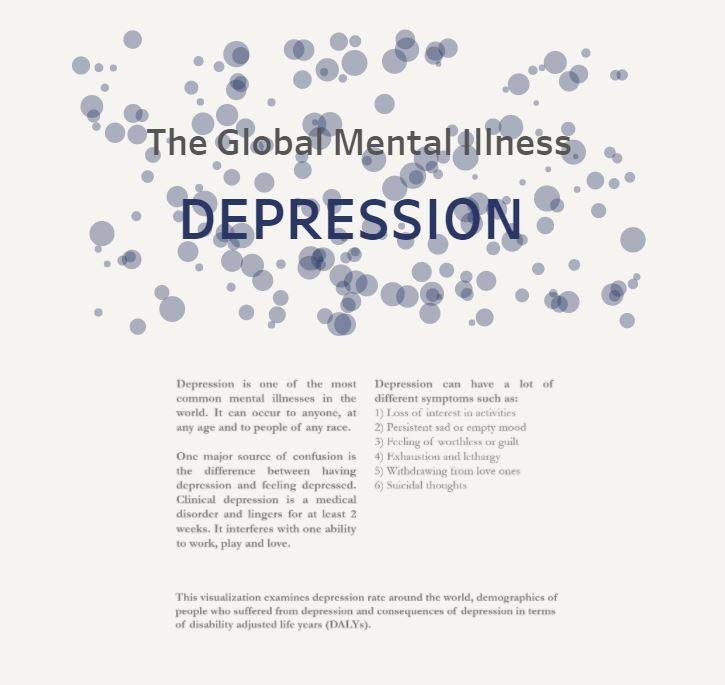 The Global Mental Illness
DEPRESSION
Depression is one of the most
common mental illnesses in the
world. It can occur to anyone, at
any age and to people of any race.
One major source of confusion is
the difference between having
depression and feeling depressed.
Clinical depression is a medical
disorder and lingers for at least 2
weeks. It interferes with one ability
to work, play and love.
Depression can have a lot of
different symptoms such as:
1) Loss of interest in activities
2) Persistent sad or empty mood
3) Feeling of worthless or guilt
4) Exhaustion and lethargy
5) Withdrawing from love ones
6) Suicidal thoughts
This visualization examines depression rate around the world, demographics of
people who suffered from depression and consequences of depression in terms
of disability adjusted life years (DALYs).